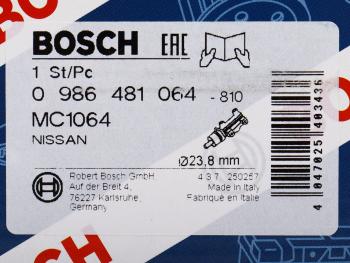 BOSCH EAC
1 St/Pc
0 986 481 064 - 810
MC1064
NISSAN
Ø23,8 mm
Robert Bosch GmbH
Auf der Breit 4,
76227 Karlsruhe,
Germany
4 3 7 250257
Made in Italy
Fabriqué en Italie
BOSCH
4 047025 403436